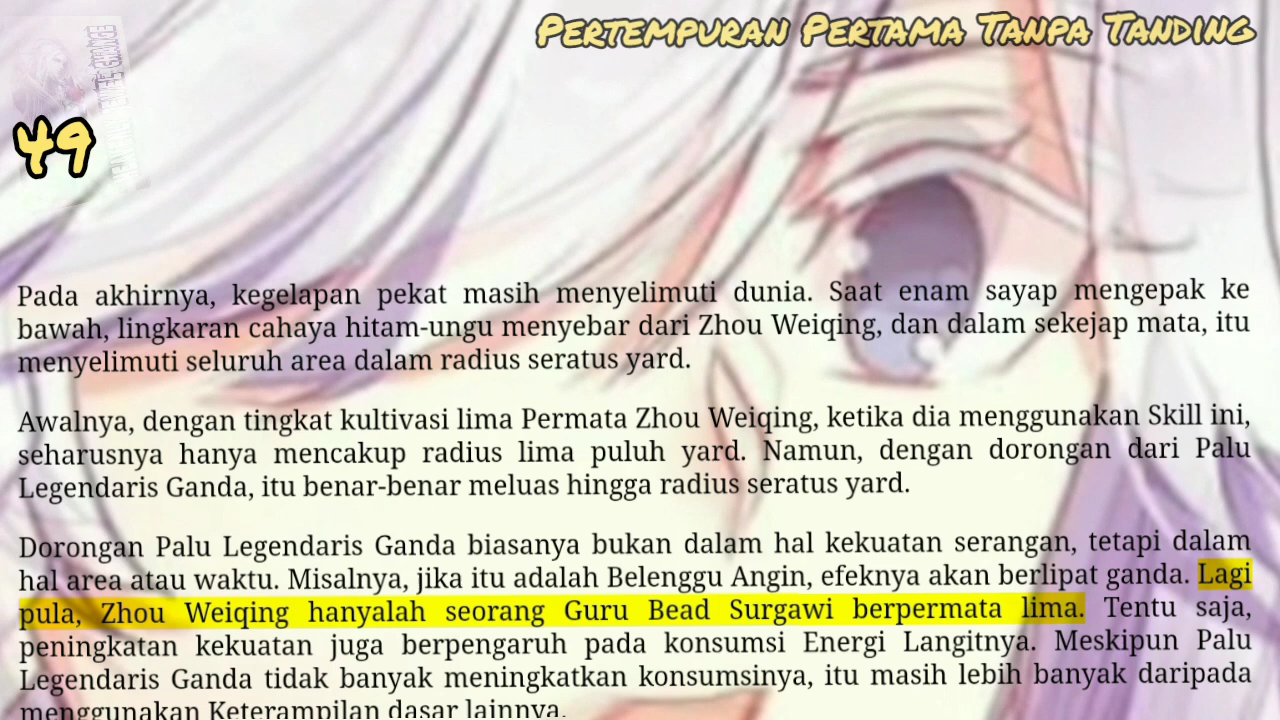 Pertempuran Pertama Tanpa Tanding
49
Pada akhirnya, kegelapan pekat masih menyelimuti dunia. Saat enam sayap mengepak ke
bawah, lingkaran cahaya hitam-ungu menyebar dari Zhou Weiqing, dan dalam sekejap mata, itu
menyelimuti seluruh area dalam radius seratus yard.
Awalnya, dengan tingkat kultivasi lima Permata Zhou Weiqing, ketika dia menggunakan Skill ini,
seharusnya hanya mencakup radius lima puluh yard. Namun, dengan dorongan dari Palu
Legendaris Ganda, itu benar-benar meluas hingga radius seratus yard.
Dorongan Palu Legendaris Ganda biasanya bukan dalam hal kekuatan serangan, tetapi dalam
hal area atau waktu. Misalnya, jika itu adalah Belenggu Angin, efeknya akan berlipat ganda. Lagi
pula, Zhou Weiqing hanyalah seorang Guru Bead Surgawi berpermata lima. Tentu saja,
peningkatan kekuatan juga berpengaruh pada konsumsi Energi Langitnya. Meskipun Palu
Legendaris Ganda tidak banyak meningkatkan konsumsinya, itu masih lebih banyak daripada
menggunakan Keterampilan dasar lainnya.